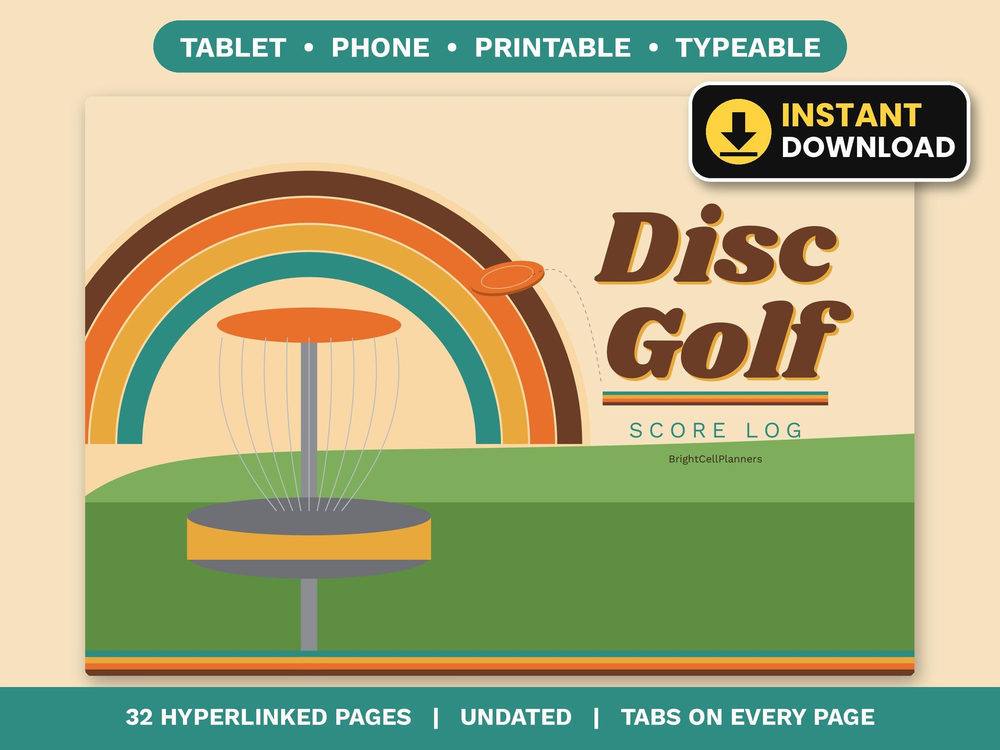 TABLET • PHONE • PRINTABLE • TYPEABLE
INSTANT
DOWNLOAD
Disc
Golf
SCORE LOG
BrightCellPlanners
32 HYPERLINKED PAGES | UNDATED | TABS ON EVERY PAGE